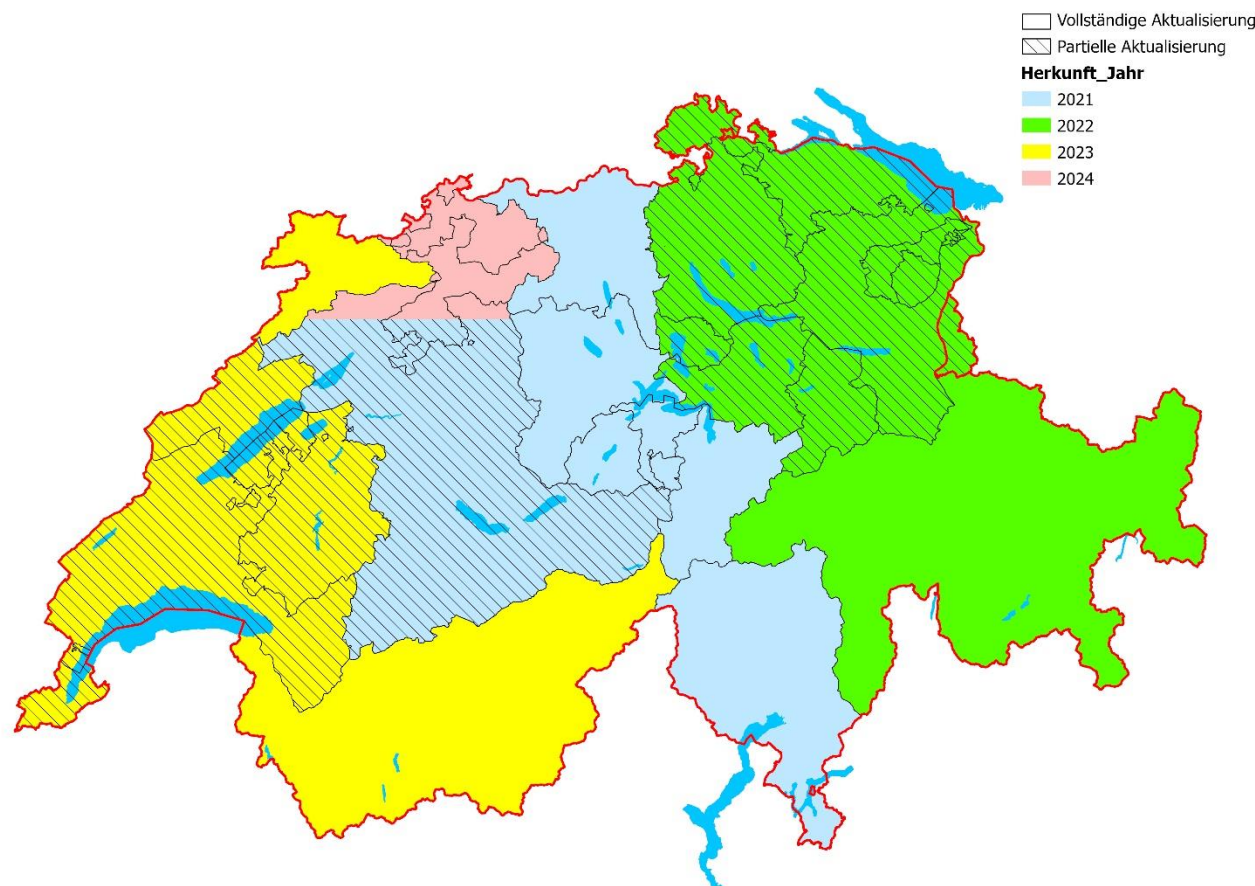 Vollständige Aktualisierung
Partielle Aktualisierung
Herkunft_Jahr
2021
2022
2023
2024